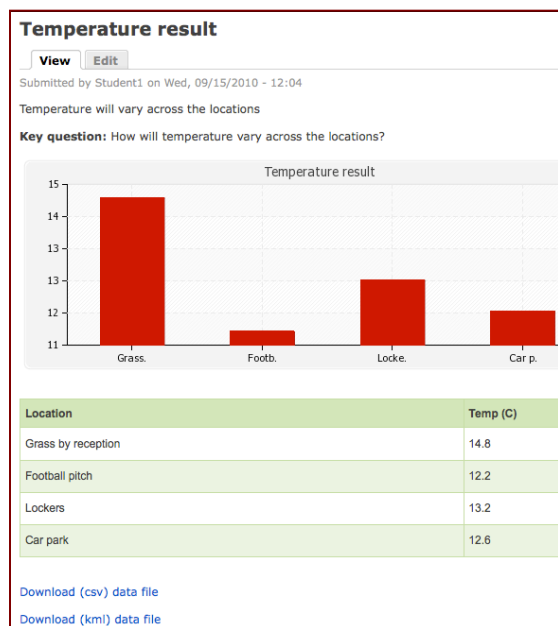 Temperature result
View Edit
Submitted by Student1 on Wed, 09/15/2010 - 12:04
Temperature will vary across the locations
Key question: How will temperature vary across the locations?
Temperature result
15
14
13
13
12
11
Grass. Footb. Locke. Car p.
Location Temp (C)
Grass by reception 14.8
Football pitch 12.2
Lockers 13.2
Car park 12.6
Download (csv) data file
Download (kml) data file